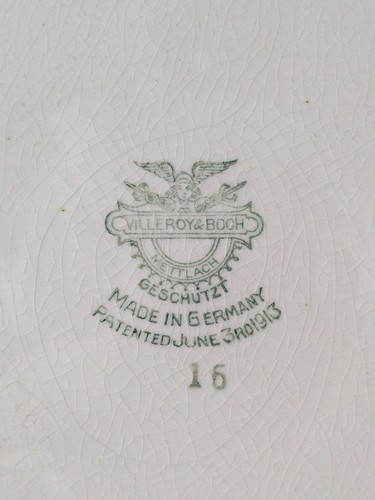 VILLEROY & BOCH
METTLACH
GESCHÜTZT
MADE IN GERMANY
PATENTED JUNE 3RD 1913
16